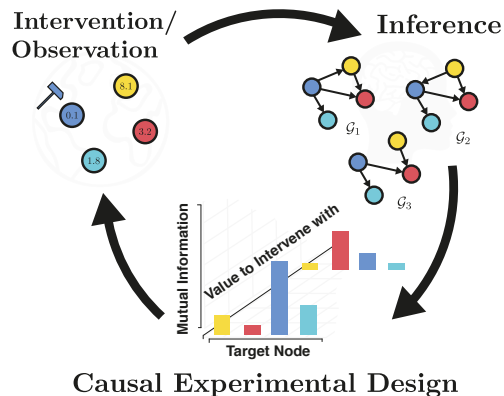 Intervention/
Observation
Inference
8.1
0.1
3.2
1.8
𝒢₁
𝒢₂
𝒢₃
Mutual Information
Value to Intervene with
Target Node
Causal Experimental Design